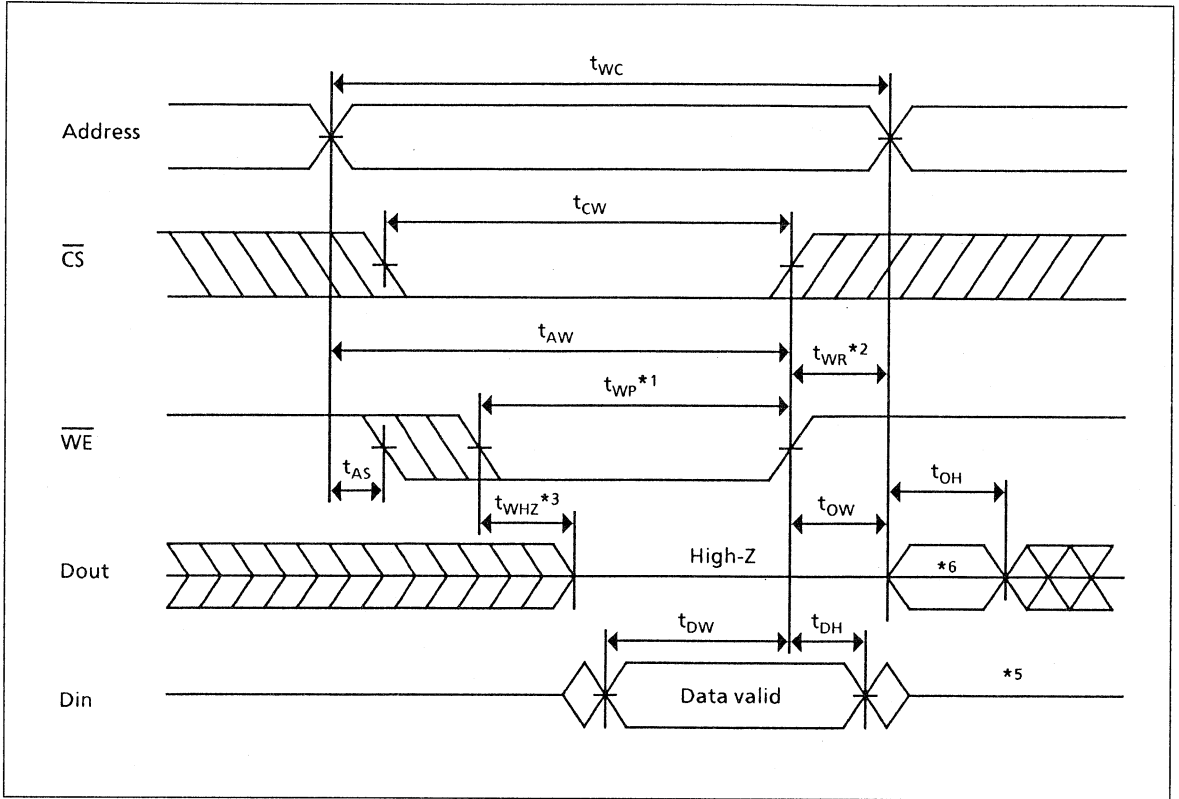 tWC
Address
tCW
CS
tAW
tWR*2
tWP*1
WE
tAS
tOH
tWHZ*3
tOW
High-Z
Dout
*6
tDW
tDH
Din
Data valid
*5